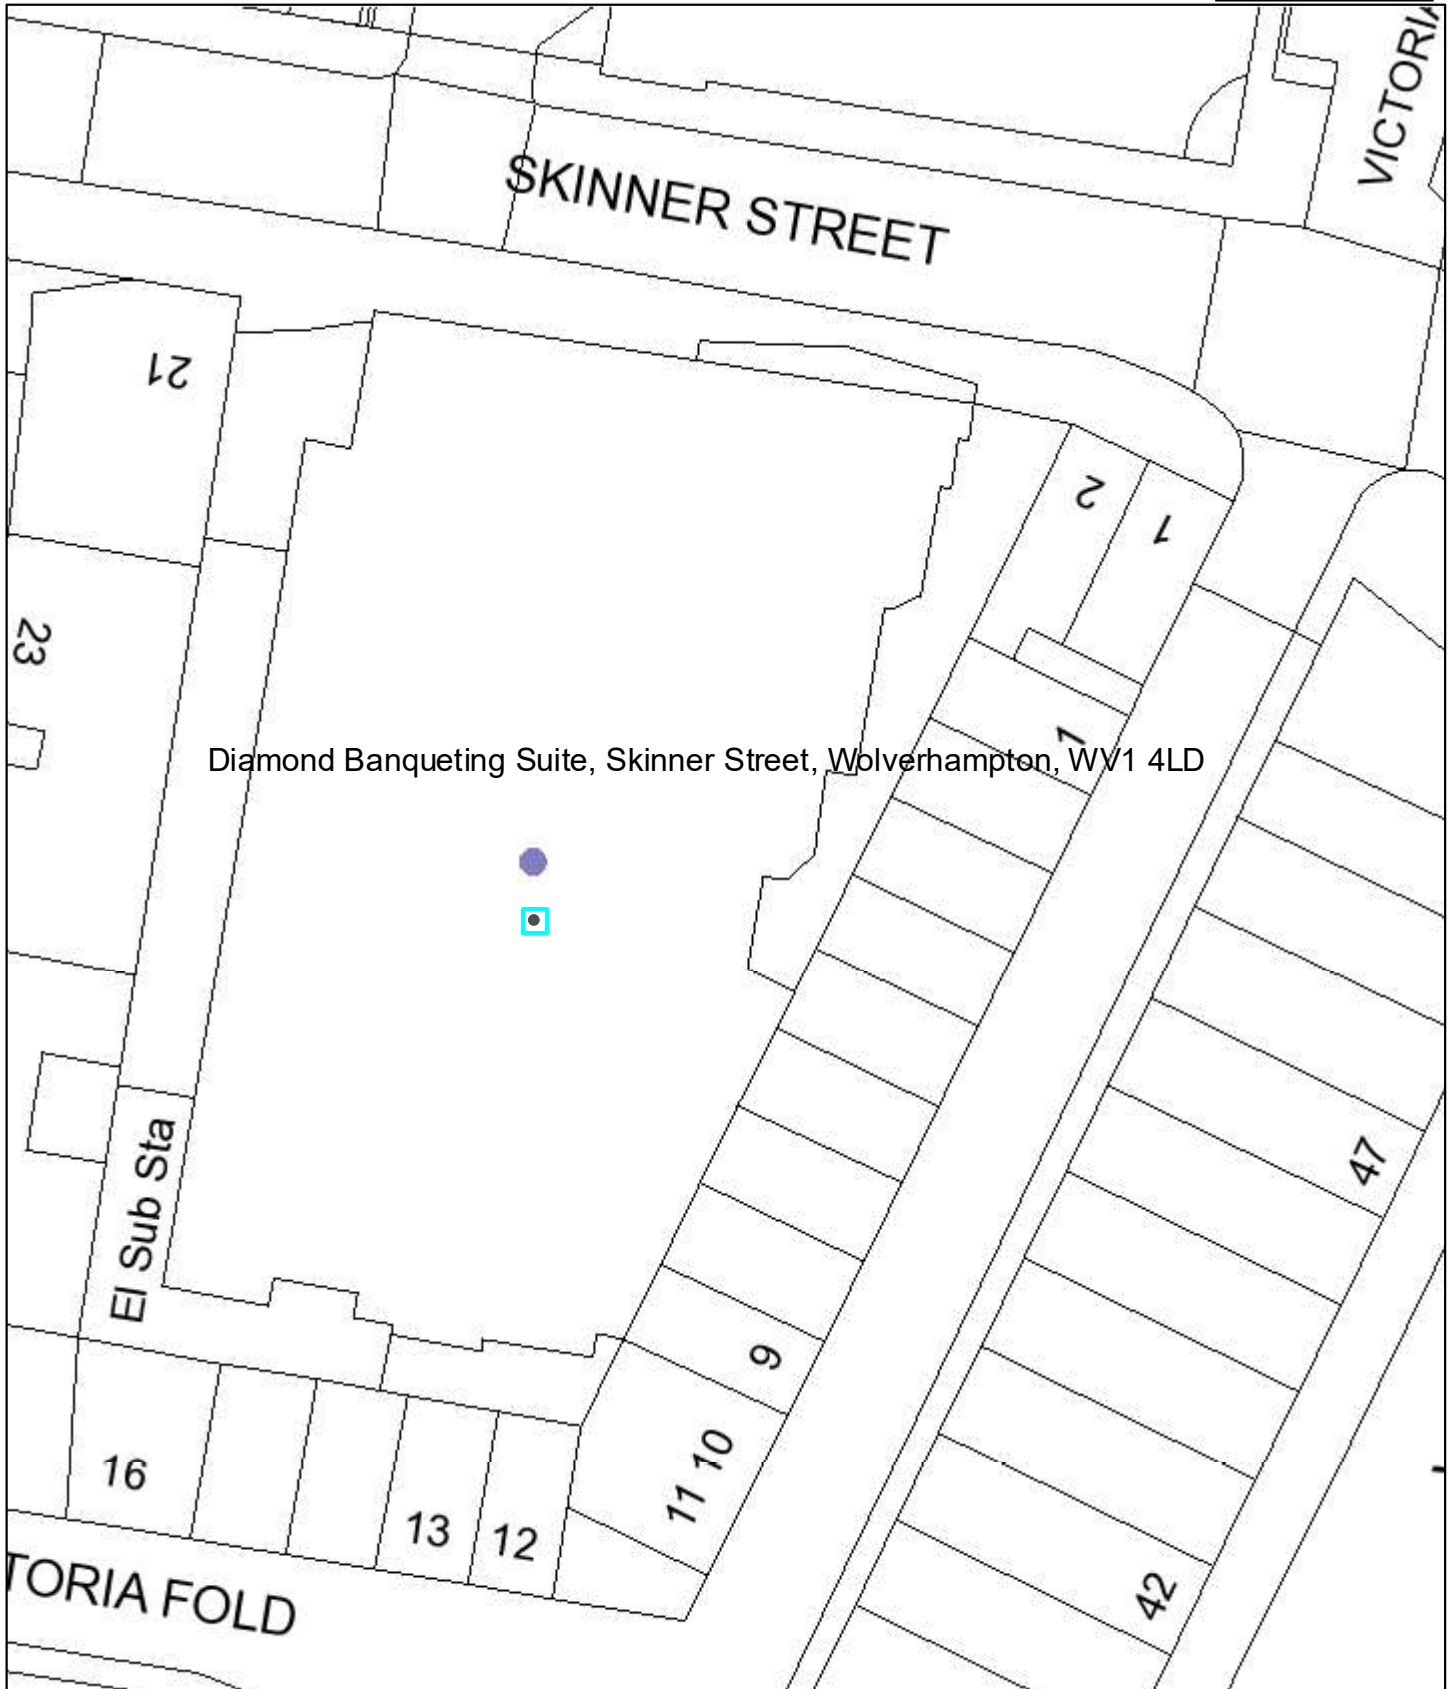 VICTORIA
SKINNER STREET
21
2
1
23
1
Diamond Banqueting Suite, Skinner Street, Wolverhampton, WV1 4LD
El Sub Sta
47
9
10
11
16
13
12
42
TORIA FOLD